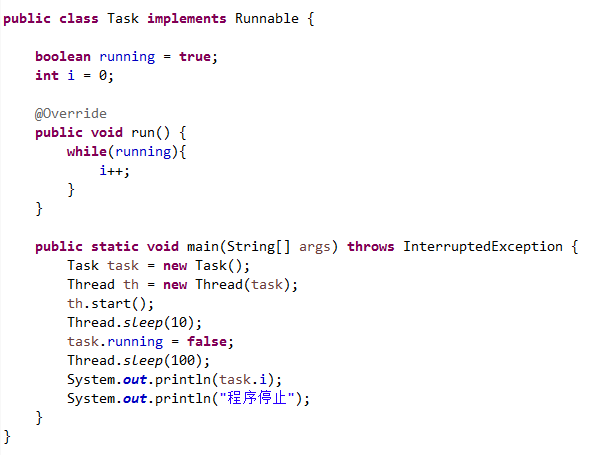 public class Task implements Runnable {
boolean running = true;
int i = 0;
@Override
public void run() {
while(running){
i++;
}
}
public static void main(String[] args) throws InterruptedException {
Task task = new Task();
Thread th = new Thread(task);
th.start();
Thread.sleep(10);
task.running = false;
Thread.sleep(100);
System.out.println(task.i);
System.out.println("程序停止");
}
}